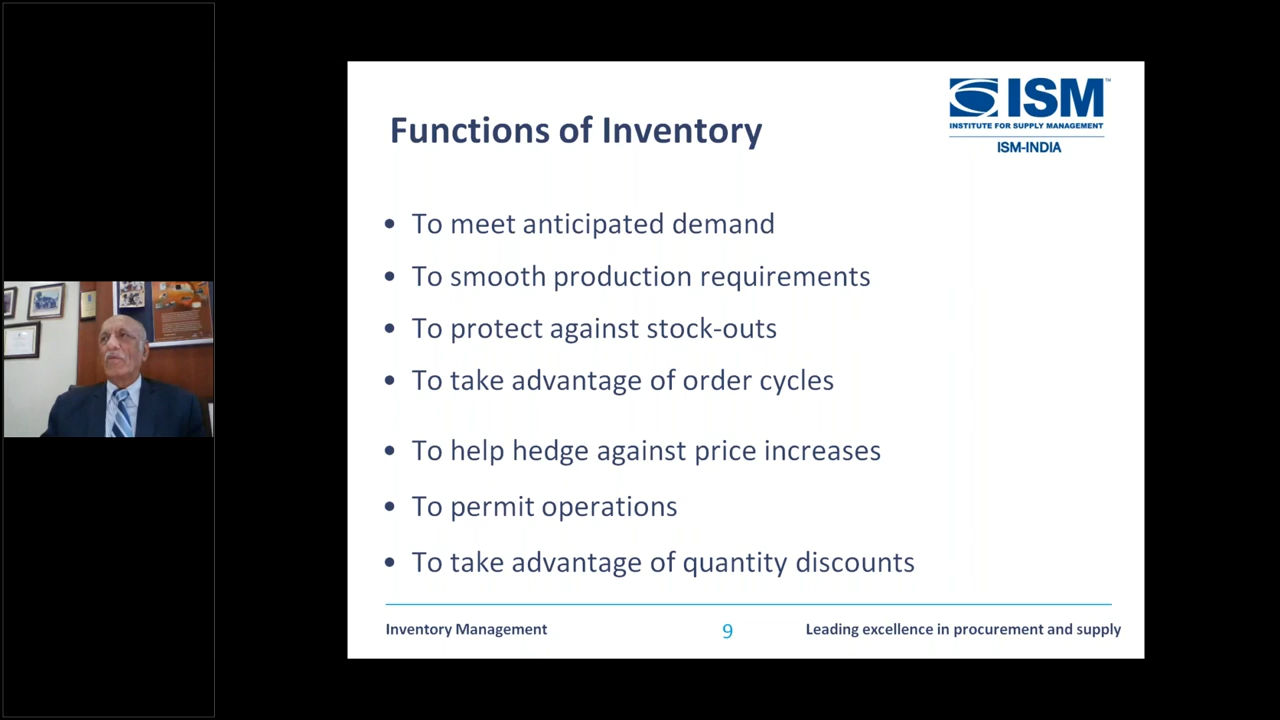 Functions of Inventory
ISM™
INSTITUTE FOR SUPPLY MANAGEMENT
ISM-INDIA
• To meet anticipated demand
• To smooth production requirements
• To protect against stock-outs
• To take advantage of order cycles
• To help hedge against price increases
• To permit operations
• To take advantage of quantity discounts
Inventory Management 9 Leading excellence in procurement and supply